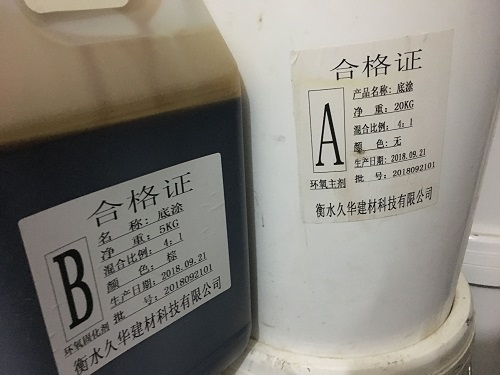 合格证
A
环氧主剂
产品名称：底涂
净 重：20KG
混合比例：4：1
颜 色：无
生产日期：2018.09.21
批 号：2018092101
衡水久华建材科技有限公司
合格证
B
环氧固化剂
名 称：底涂
净 重：5KG
混合比例：4：1
颜 色：棕
生产日期：2018.09.21
批 号：2018092101
衡水久华建材科技有限公司